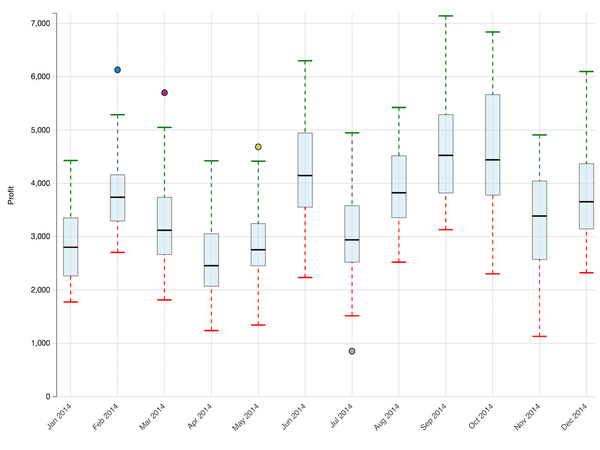 7,000
6,000
5,000
4,000
3,000
2,000
1,000
0
Profit
Jan 2014
Feb 2014
Mar 2014
Apr 2014
May 2014
Jun 2014
Jul 2014
Aug 2014
Sep 2014
Oct 2014
Nov 2014
Dec 2014